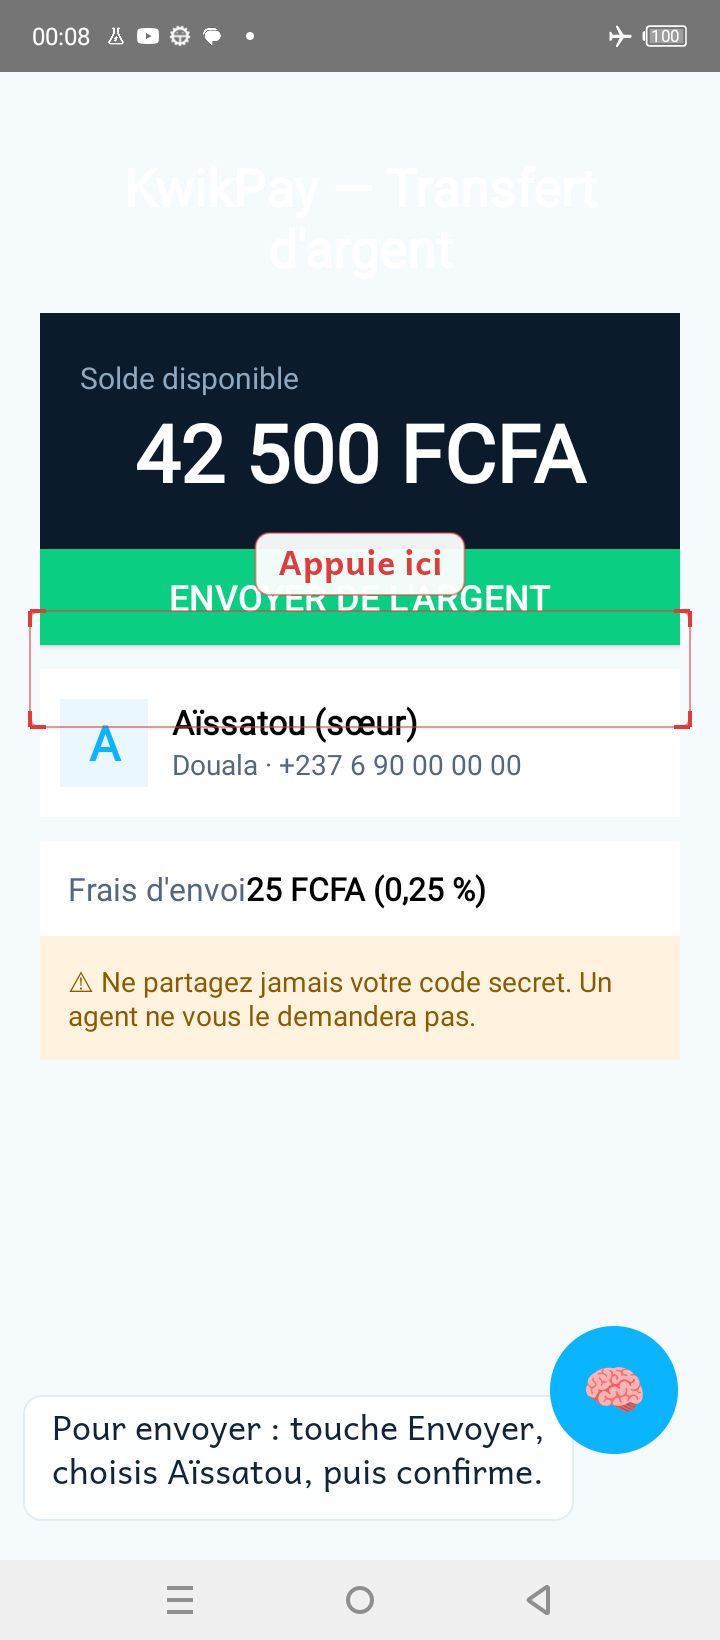 00:08
100
KwikPay — Transfert
d'argent
Solde disponible
42 500 FCFA
Appuie ici
ENVOYER DE L'ARGENT
A
Aïssatou (sœur)
Douala · +237 6 90 00 00 00
Frais d'envoi25 FCFA (0,25 %)
⚠ Ne partagez jamais votre code secret. Un
agent ne vous le demandera pas.
Pour envoyer : touche Envoyer,
choisis Aïssatou, puis confirme.